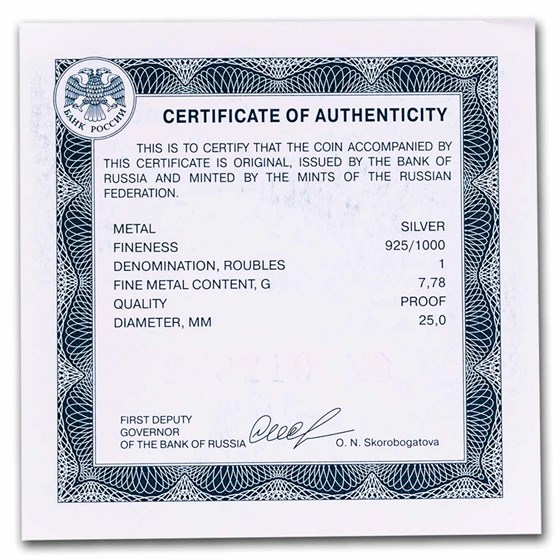 БАНК РОССИИ
CERTIFICATE OF AUTHENTICITY
THIS IS TO CERTIFY THAT THE COIN ACCOMPANIED BY
THIS CERTIFICATE IS ORIGINAL, ISSUED BY THE BANK OF
RUSSIA AND MINTED BY THE MINTS OF THE RUSSIAN
FEDERATION.
METAL SILVER
FINENESS 925/1000
DENOMINATION, ROUBLES 1
FINE METAL CONTENT, G 7,78
QUALITY PROOF
DIAMETER, MM 25,0
FIRST DEPUTY
GOVERNOR
OF THE BANK OF RUSSIA O. N. Skorobogatova